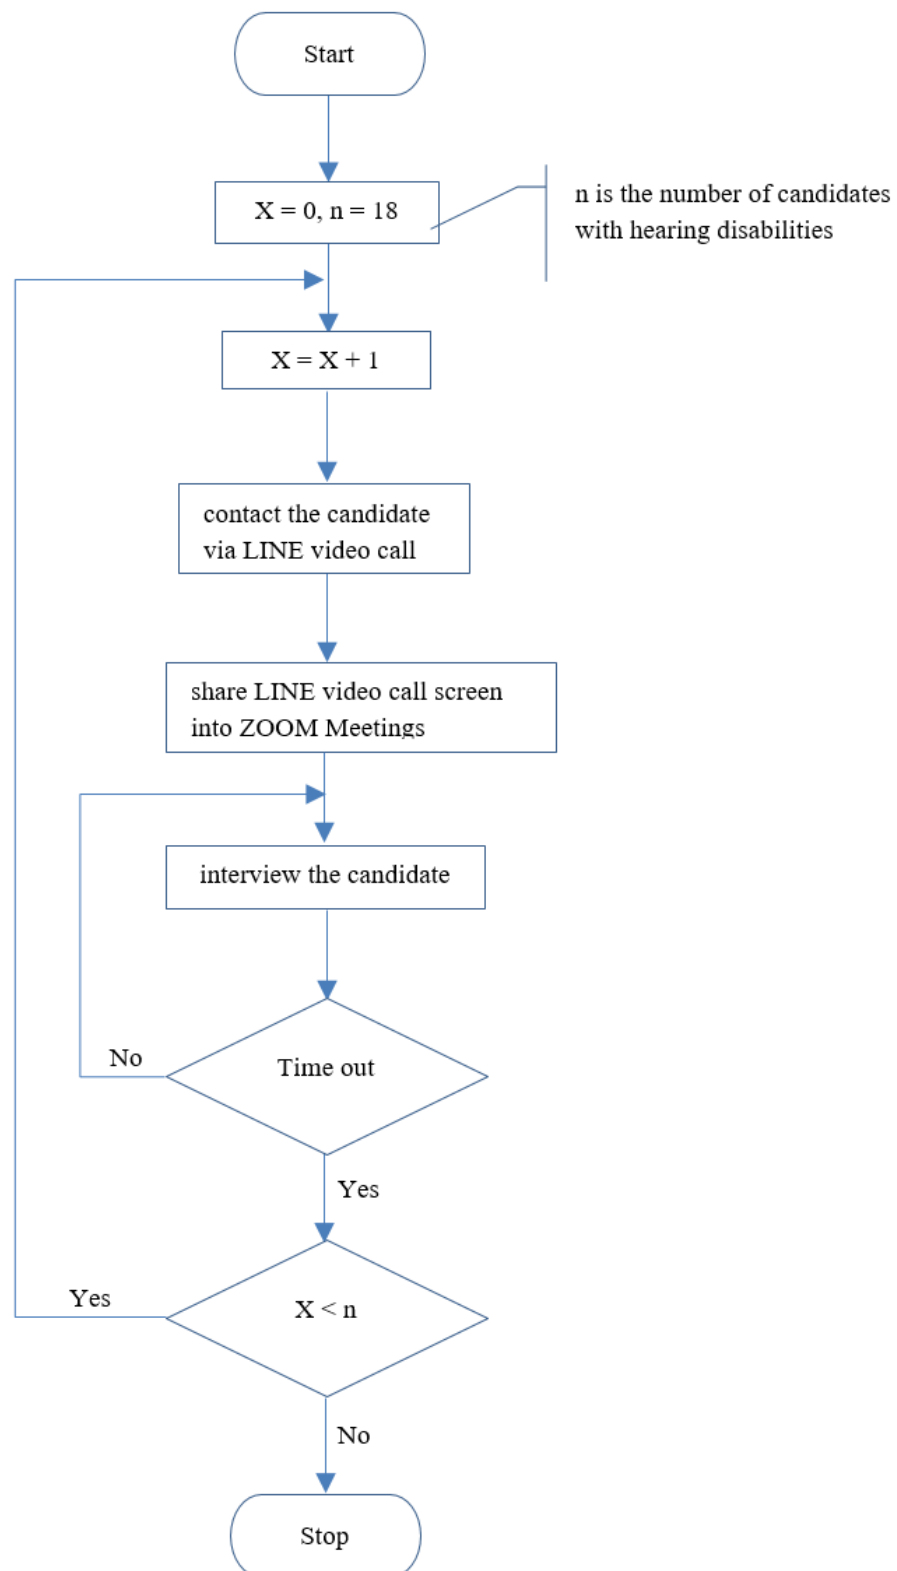 Start
X = 0, n = 18
n is the number of candidates
with hearing disabilities
X = X + 1
contact the candidate
via LINE video call
share LINE video call screen
into ZOOM Meetings
interview the candidate
Time out
No
Yes
X < n
Yes
No
Stop